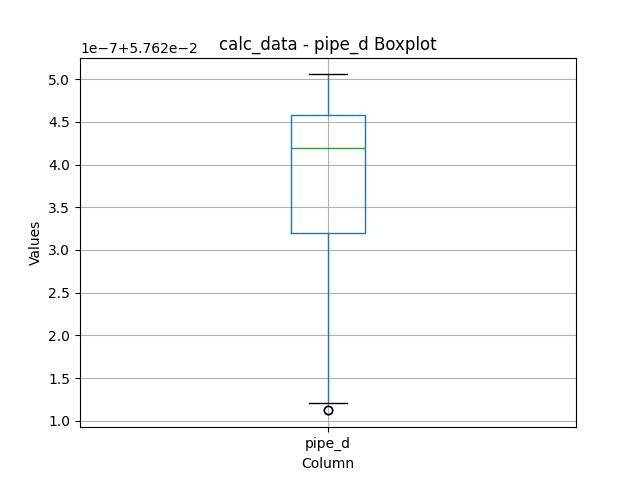 calc_data - pipe_d Boxplot
1e−7+5.762e−2
5.0
4.5
4.0
3.5
3.0
2.5
2.0
1.5
1.0
Values
pipe_d
Column